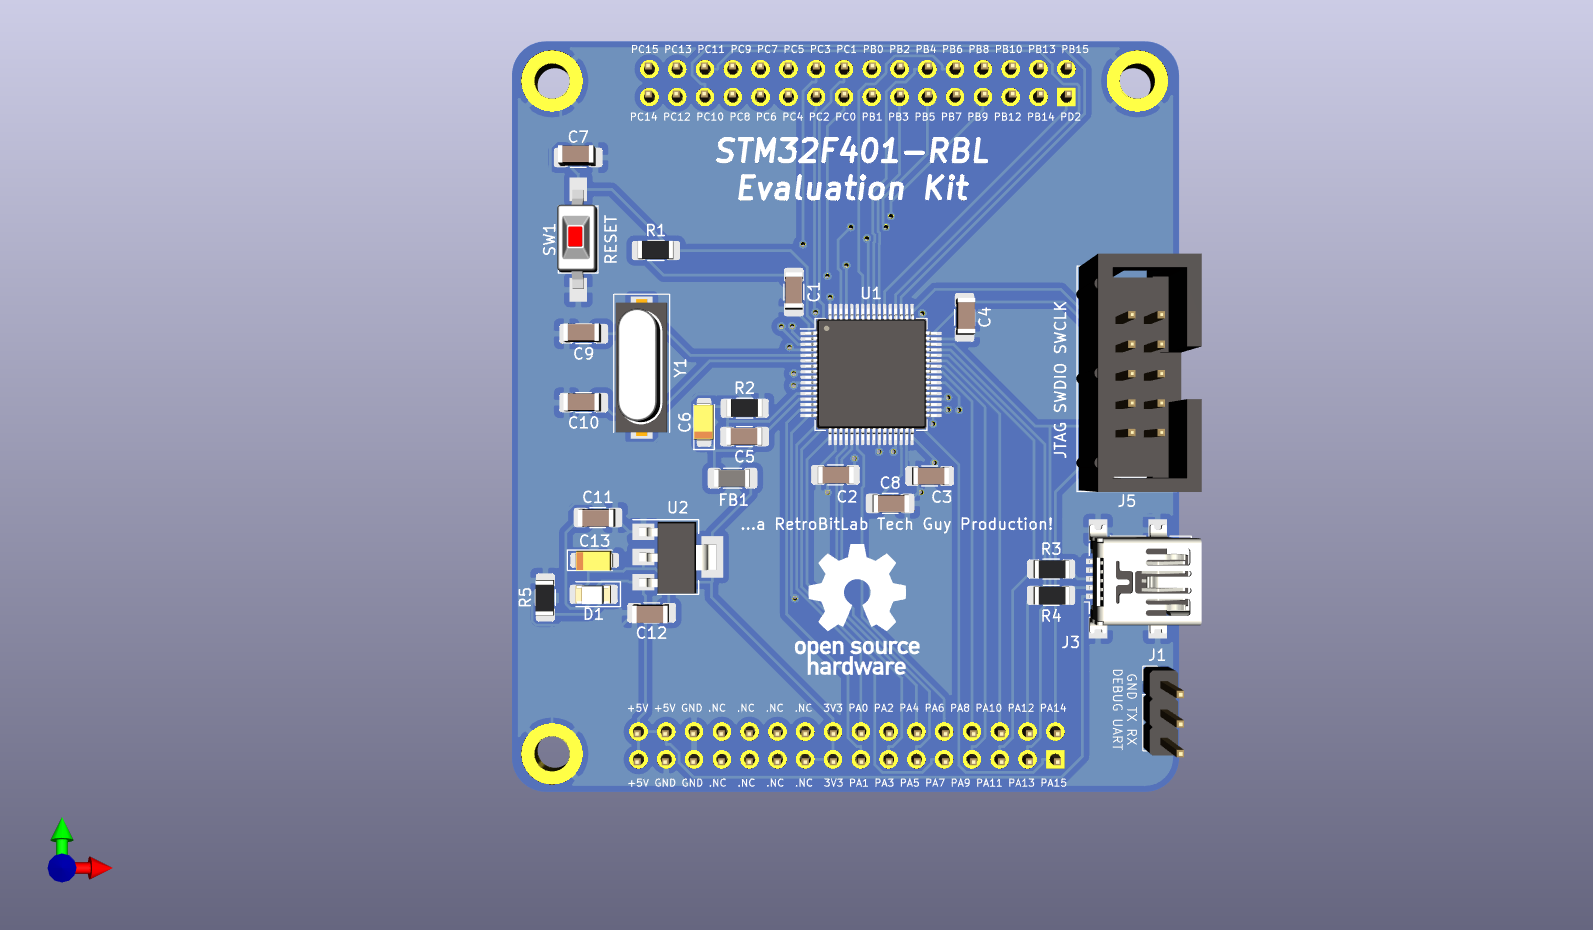 PC15 PC13 PC11 PC9 PC7 PC5 PC3 PC1 PB0 PB2 PB4 PB6 PB8 PB10 PB13 PB15
PC14 PC12 PC10 PC8 PC6 PC4 PC2 PC0 PB1 PB3 PB5 PB7 PB9 PB12 PB14 PD2
STM32F401-RBL
Evaluation Kit
C7
SW1
RESET
R1
C1
U1
C4
JTAG SWDIO SWCLK
C9
Y1
R2
C10
C6
C5
FB1
C2
C8
C3
J5
C11
U2
...a RetroBitLab Tech Guy Production!
C13
R3
R5
D1
R4
C12
J3
open source
hardware
J1
GND TX RX
DEBUG UART
+5V +5V GND .NC .NC .NC .NC 3V3 PA0 PA2 PA4 PA6 PA8 PA10 PA12 PA14
+5V GND GND .NC .NC .NC .NC 3V3 PA1 PA3 PA5 PA7 PA9 PA11 PA13 PA15